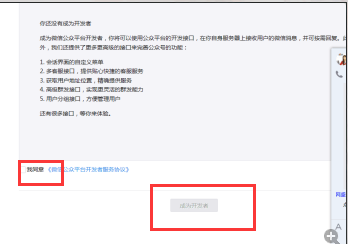 你还没有成为开发者
成为微信公众平台开发者，你将可以使用公众平台的开发接口，在你自身服务器上接收用户的微信消息，并可按需回复。此
外，我们还提供了更多更高级的接口来完善公众号的功能：
1. 会话界面的自定义菜单
2. 多客服接口，提供贴心快捷的客服服务
3. 获取用户地址位置，精确提供服务
4. 高级群发接口，实现更灵活的群发能力
5. 用户分组接口，方便管理用户
还有很多接口，等你来体验。
我同意 《微信公众平台开发者服务协议》
成为开发者
A